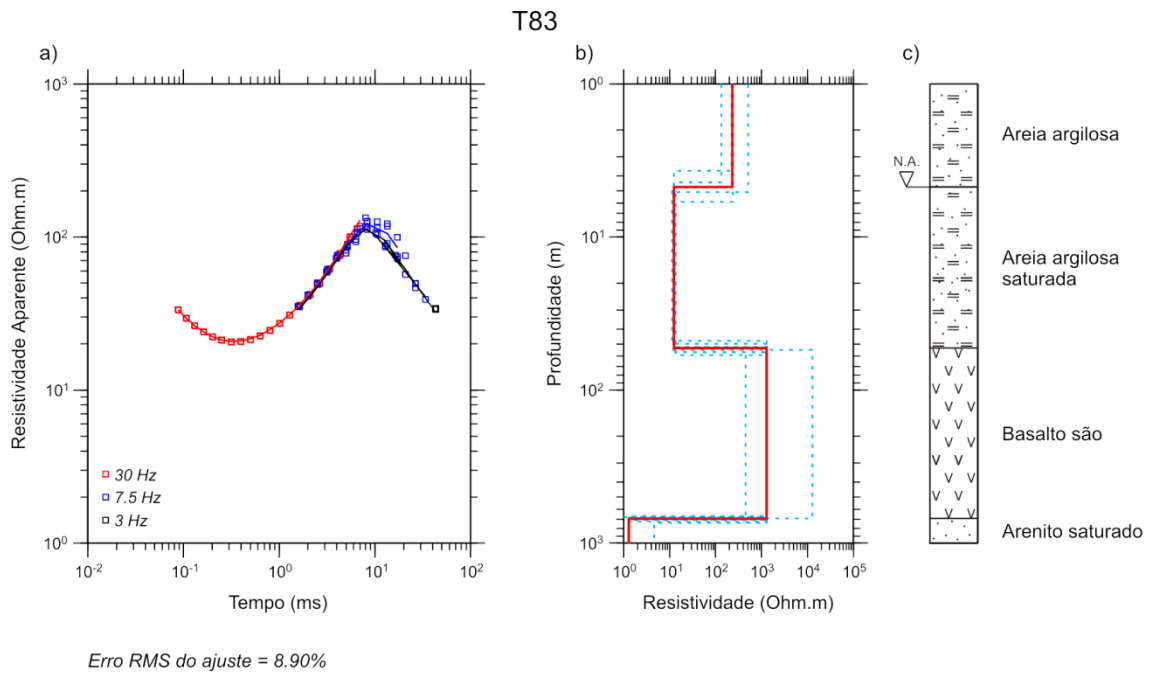 T83
a)
b)
c)
10³
10²
10¹
10⁰
Resistividade Aparente (Ohm.m)
30 Hz
7.5 Hz
3 Hz
10⁻²
10⁻¹
10⁰
10¹
10²
Tempo (ms)
Erro RMS do ajuste = 8.90%
10⁰
10¹
10²
10³
Profundidade (m)
10⁰
10¹
10²
10³
10⁴
10⁵
Resistividade (Ohm.m)
N.A.
Areia argilosa
Areia argilosa
saturada
Basalto são
Arenito saturado